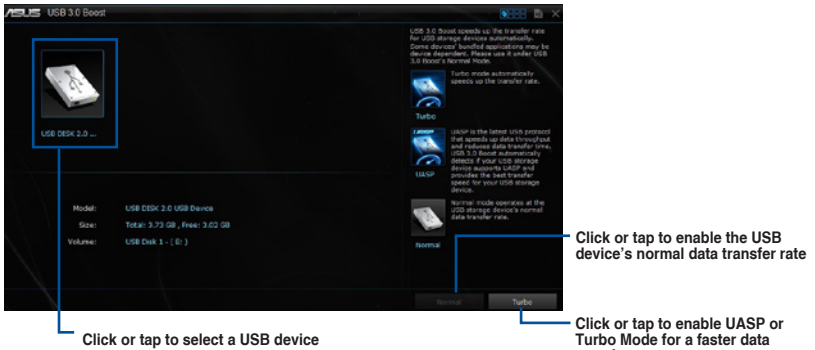 ASUS USB 3.0 Boost
USB 3.0 Boost speeds up the transfer rate
for USB storage devices automatically.
Some devices' bundled applications may be
device dependent. Please use it under USB
3.0 Boost's Normal Mode.
Turbo mode automatically
speeds up the transfer rate.
Turbo
USB DISK 2.0 ...
UASP is the latest USB protocol
that speeds up data throughput
and reduces data transfer time.
USB 3.0 Boost automatically
detects if your USB storage
device supports UASP and
provides the best transfer
speed for your USB storage
device.
UASP
Normal mode operates at the
USB storage device's normal
data transfer rate.
Normal
Model: USB DISK 2.0 USB Device
Size: Total: 3.73 GB , Free: 3.02 GB
Volume: USB Disk 1 - ( E: )
Normal Turbo
Click or tap to enable the USB
device's normal data transfer rate
Click or tap to select a USB device
Click or tap to enable UASP or
Turbo Mode for a faster data